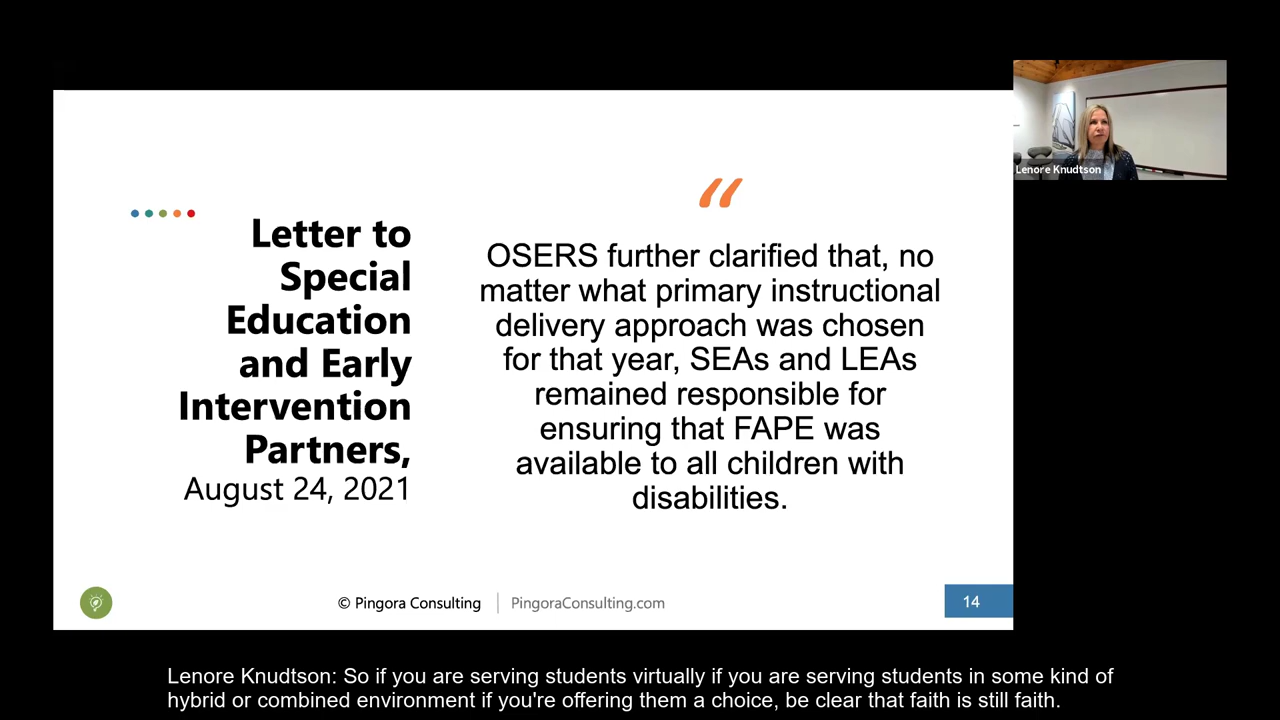 Letter to
Special
Education
and Early
Intervention
Partners,
August 24, 2021
“
OSERS further clarified that, no
matter what primary instructional
delivery approach was chosen
for that year, SEAs and LEAs
remained responsible for
ensuring that FAPE was
available to all children with
disabilities.
© Pingora Consulting
PingoraConsulting.com
14
Lenore Knudtson
Lenore Knudtson: So if you are serving students virtually if you are serving students in some kind of
hybrid or combined environment if you're offering them a choice, be clear that faith is still faith.